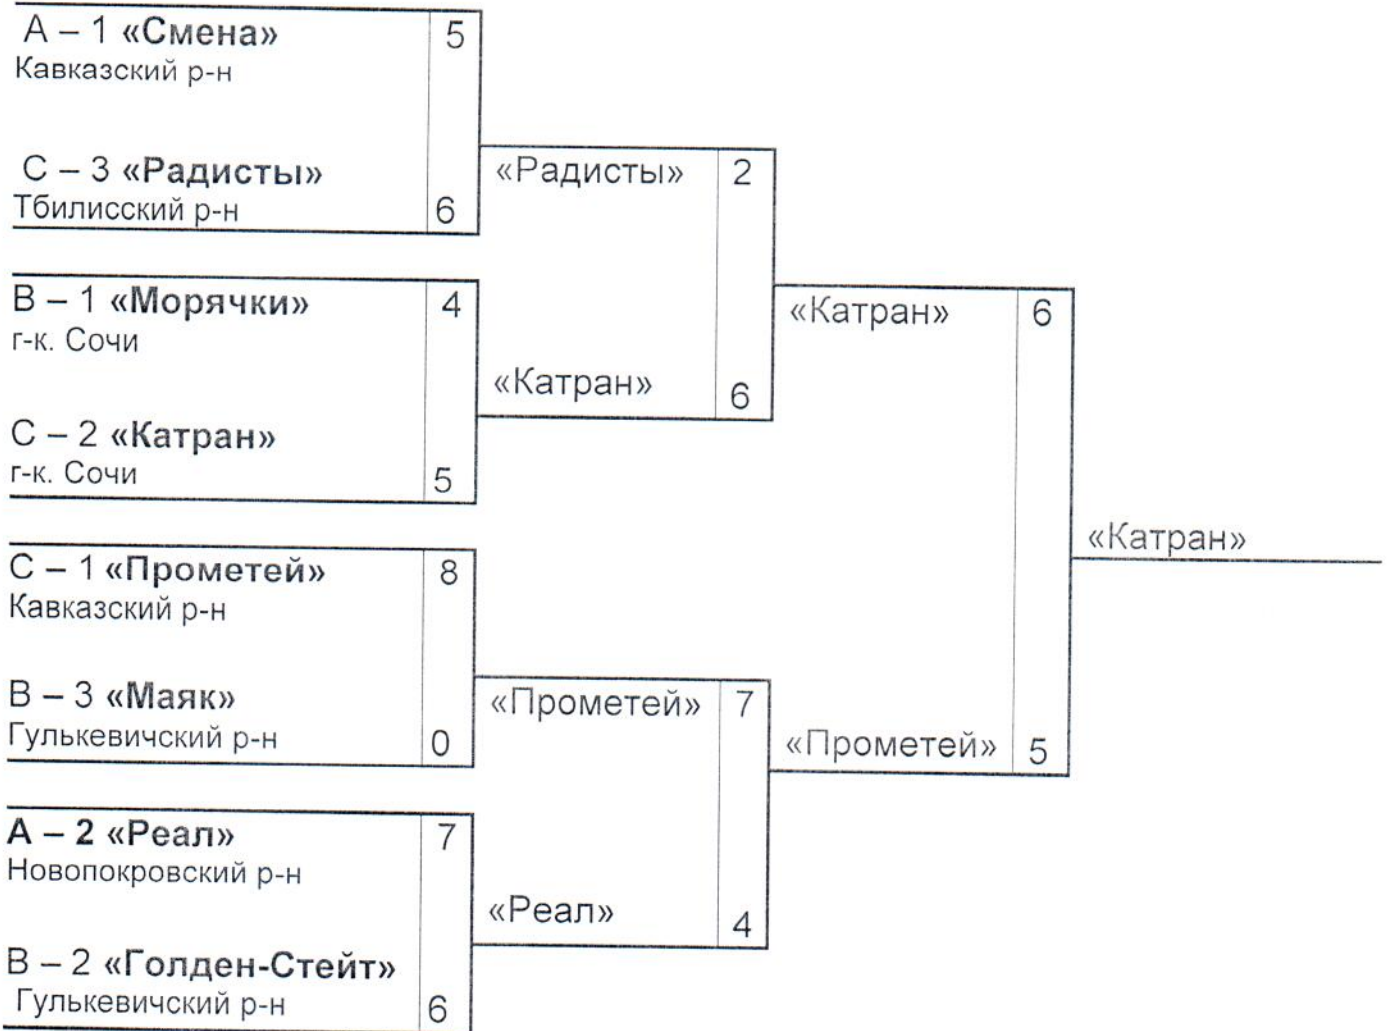 А – 1 «Смена» 5
Кавказский р-н
С – 3 «Радисты»
Тбилисский р-н 6
В – 1 «Морячки» 4
г-к. Сочи
С – 2 «Катран»
г-к. Сочи 5
С – 1 «Прометей» 8
Кавказский р-н
В – 3 «Маяк»
Гулькевичский р-н 0
А – 2 «Реал» 7
Новопокровский р-н
В – 2 «Голден-Стейт»
Гулькевичский р-н 6
«Радисты» 2
«Катран» 6
«Прометей» 7
«Реал» 4
«Катран» 6
«Прометей» 5
«Катран»